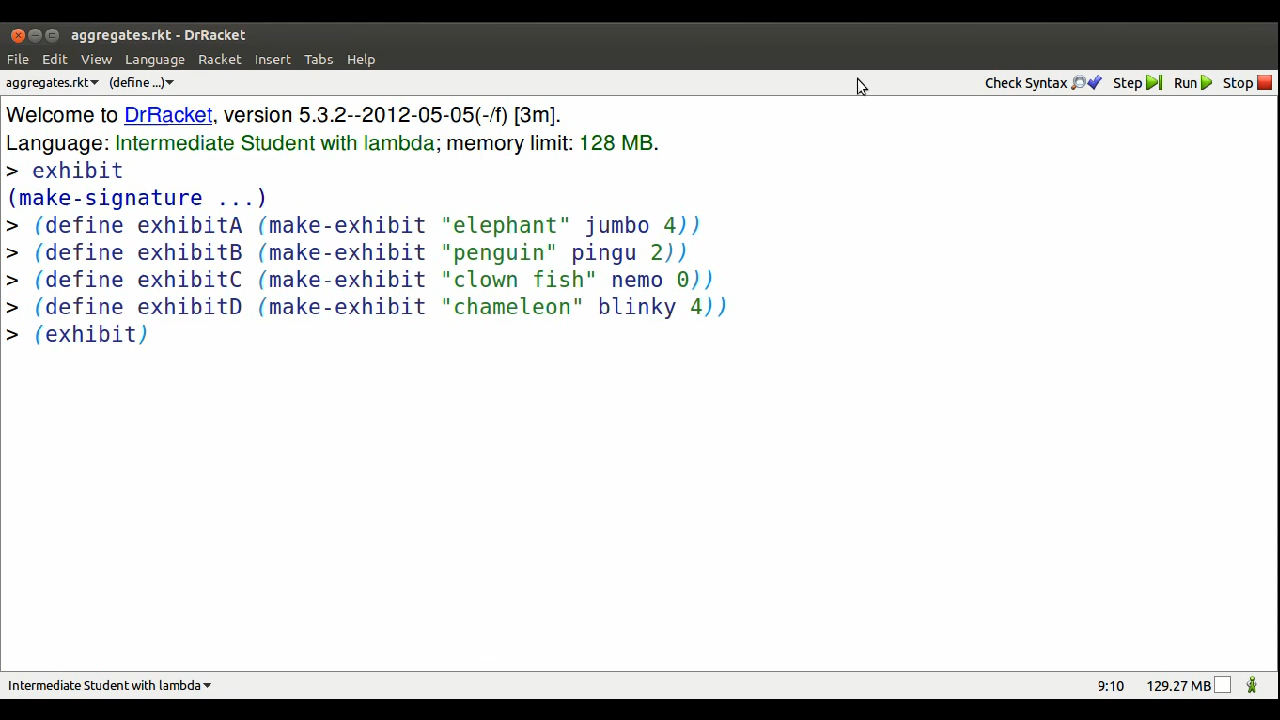 aggregates.rkt - DrRacket
File Edit View Language Racket Insert Tabs Help
aggregates.rkt (define ...) Check Syntax Step Run Stop
Welcome to DrRacket, version 5.3.2--2012-05-05(-/f) [3m].
Language: Intermediate Student with lambda; memory limit: 128 MB.
> exhibit
(make-signature ...)
> (define exhibitA (make-exhibit "elephant" jumbo 4))
> (define exhibitB (make-exhibit "penguin" pingu 2))
> (define exhibitC (make-exhibit "clown fish" nemo 0))
> (define exhibitD (make-exhibit "chameleon" blinky 4))
> (exhibit)
Intermediate Student with lambda 9:10 129.27 MB